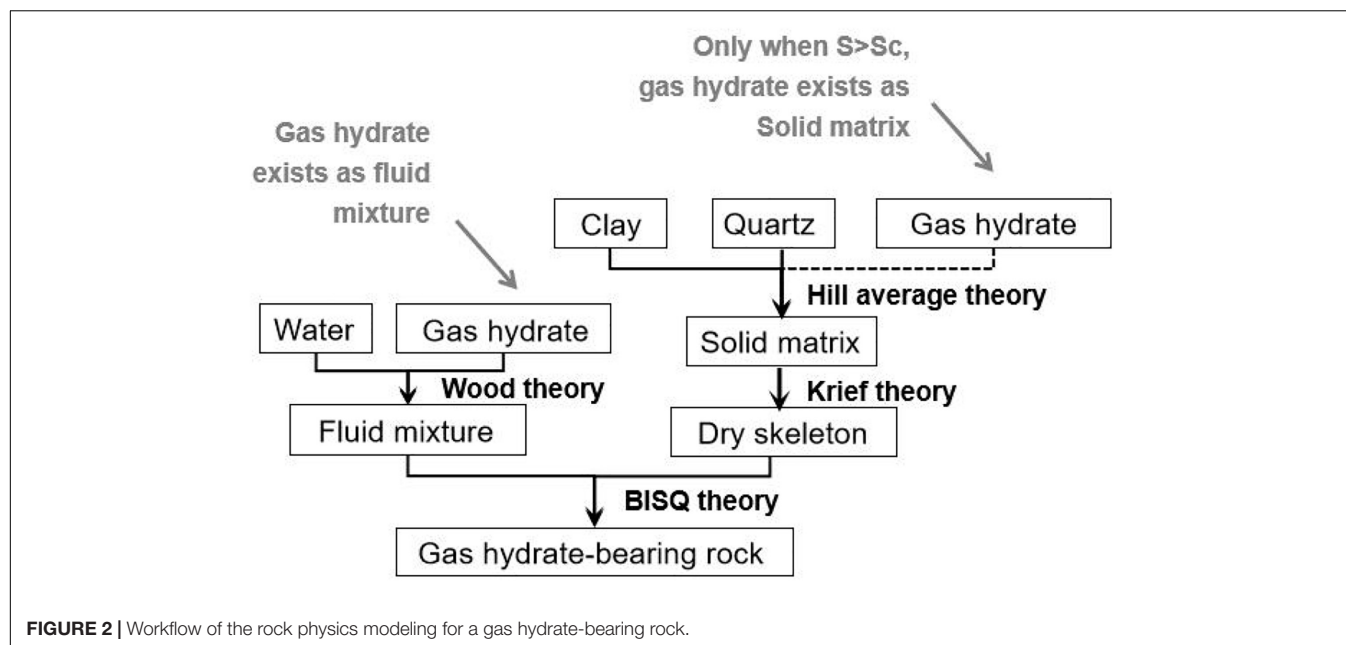 Only when S>Sc,
gas hydrate exists as
Solid matrix
Gas hydrate
exists as fluid
mixture
Clay
Quartz
Gas hydrate
Hill average theory
Water
Gas hydrate
Solid matrix
Wood theory
Krief theory
Fluid mixture
Dry skeleton
BISQ theory
Gas hydrate-bearing rock
FIGURE 2 | Workflow of the rock physics modeling for a gas hydrate-bearing rock.